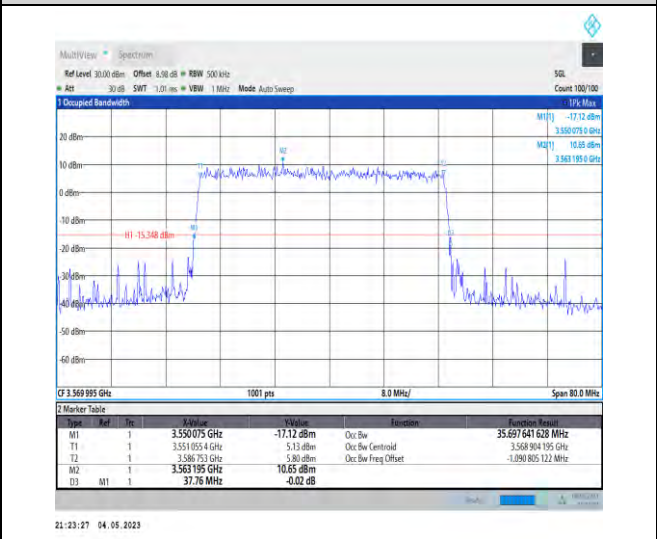 MultiView Spectrum
Ref Level 30.00 dBm Offset 8.98 dB RBW 500 kHz SGL
Att 30 dB SWT 1.01 ms VBW 1 MHz Mode Auto Sweep Count 100/100
1 Occupied Bandwidth 1Pk Max
M1[1] -17.12 dBm
3.550 075 0 GHz
M2[1] 10.65 dBm
3.563 195 0 GHz
20 dBm
M2
10 dBm
T1
0 dBm
-10 dBm
H1 -15.348 dBm
-20 dBm
-30 dBm
-40 dBm
-50 dBm
-60 dBm
CF 3.569 995 GHz 1001 pts 8.0 MHz/ Span 80.0 MHz
2 Marker Table
Type Ref Trc X-Value Y-Value Function Function Result
M1 1 3.550 075 GHz -17.12 dBm Occ Bw 35.697 641 628 MHz
T1 1 3.551 055 4 GHz 5.13 dBm Occ Bw Centroid 3.568 904 195 GHz
T2 1 3.586 753 GHz 5.80 dBm Occ Bw Freq Offset -1.090 805 122 MHz
M2 1 3.563 195 GHz 10.65 dBm
D3 M1 1 37.76 MHz -0.02 dB
21:23:27 04.05.2023